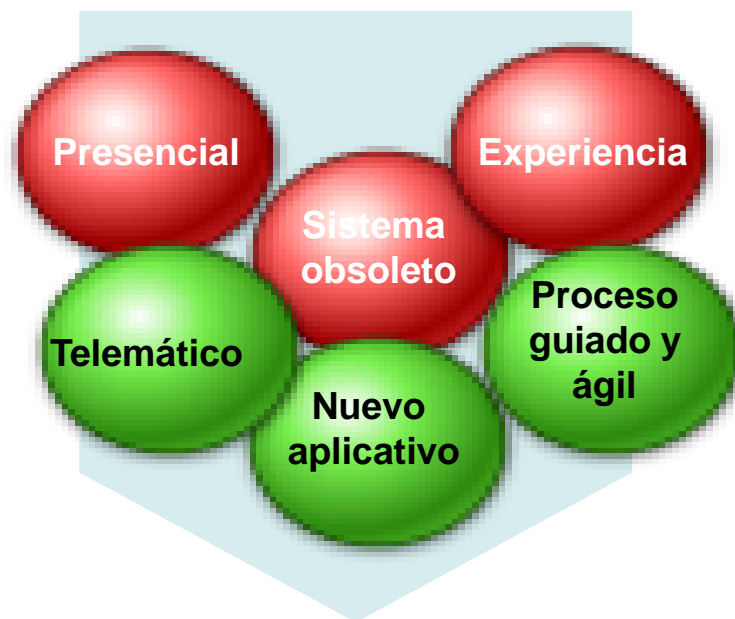 Presencial
Experiencia
Sistema
obsoleto
Telemático
Nuevo
aplicativo
Proceso
guiado y
ágil